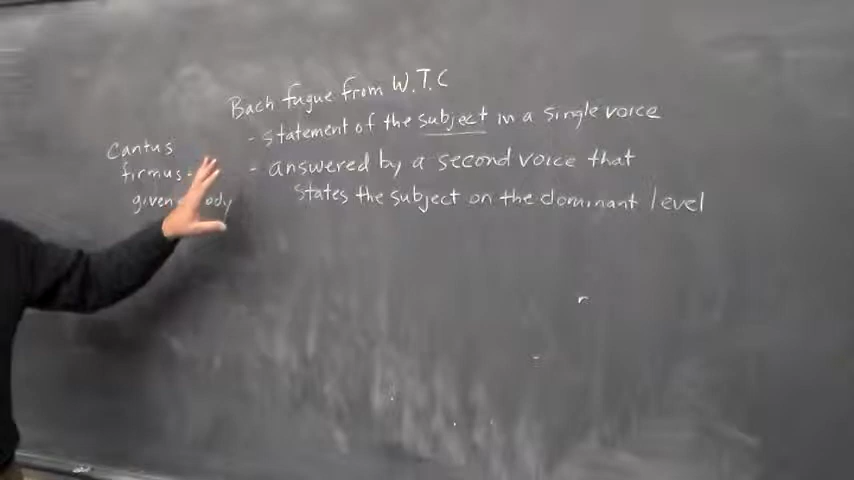 Bach fugue from W.T.C
- statement of the subject in a single voice
- answered by a second voice that
states the subject on the dominant level
Cantus
firmus -
given